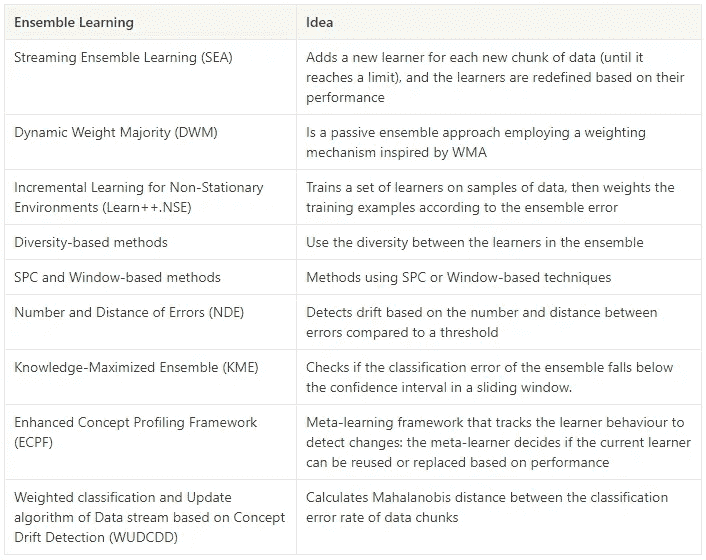 Ensemble Learning
Idea
Streaming Ensemble Learning (SEA)
Adds a new learner for each new chunk of data (until it
reaches a limit), and the learners are redefined based on their
performance
Dynamic Weight Majority (DWM)
Is a passive ensemble approach employing a weighting
mechanism inspired by WMA
Incremental Learning for Non-Stationary
Environments (Learn++.NSE)
Trains a set of learners on samples of data, then weights the
training examples according to the ensemble error
Diversity-based methods
Use the diversity between the learners in the ensemble
SPC and Window-based methods
Methods using SPC or Window-based techniques
Number and Distance of Errors (NDE)
Detects drift based on the number and distance between
errors compared to a threshold
Knowledge-Maximized Ensemble (KME)
Checks if the classification error of the ensemble falls below
the confidence interval in a sliding window.
Enhanced Concept Profiling Framework
(ECPF)
Meta-learning framework that tracks the learner behaviour to
detect changes: the meta-learner decides if the current learner
can be reused or replaced based on performance
Weighted classification and Update
algorithm of Data stream based on Concept
Drift Detection (WUDCDD)
Calculates Mahalanobis distance between the classification
error rate of data chunks